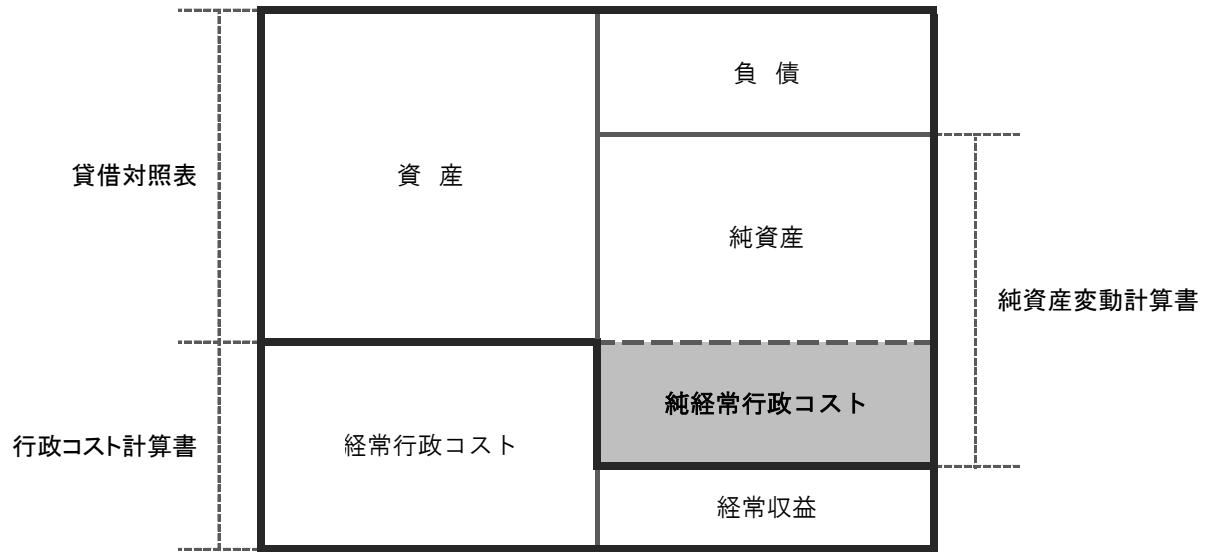 負 債
貸借対照表
資 産
純資産
純資産変動計算書
純経常行政コスト
行政コスト計算書
経常行政コスト
経常収益